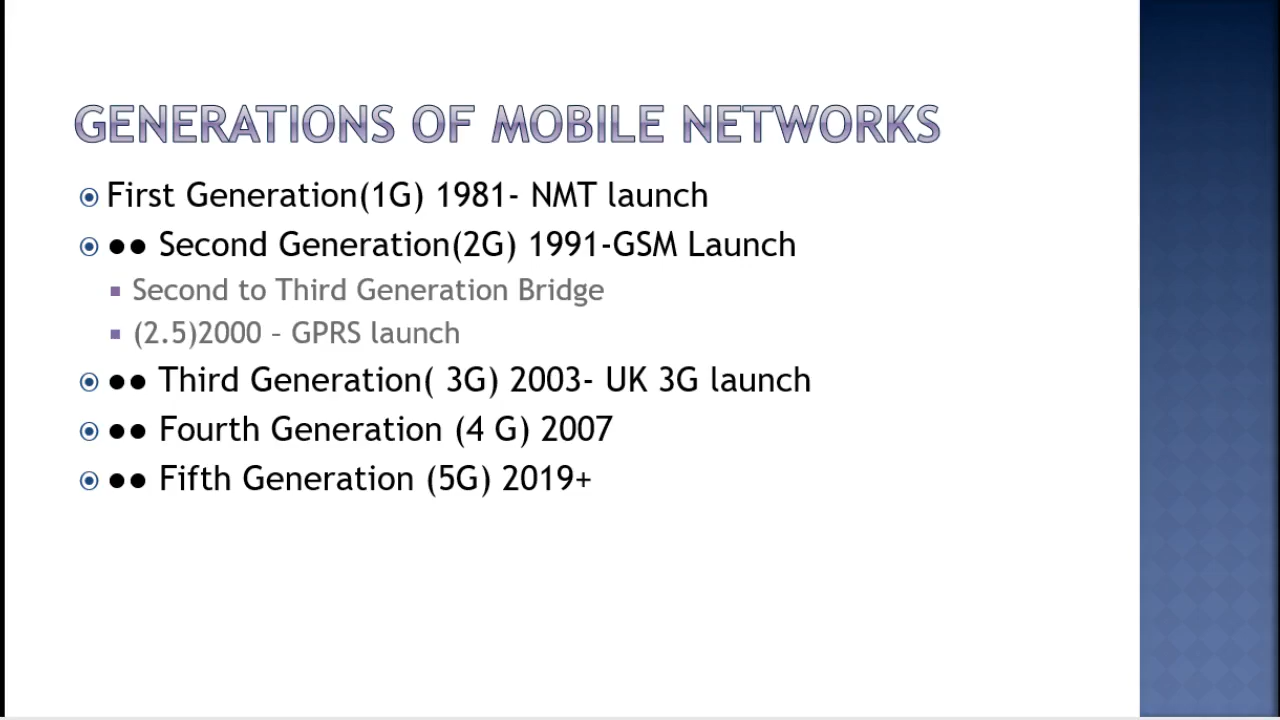 GENERATIONS OF MOBILE NETWORKS
First Generation(1G) 1981- NMT launch
●● Second Generation(2G) 1991-GSM Launch
Second to Third Generation Bridge
(2.5)2000 – GPRS launch
●● Third Generation( 3G) 2003- UK 3G launch
●● Fourth Generation (4 G) 2007
●● Fifth Generation (5G) 2019+